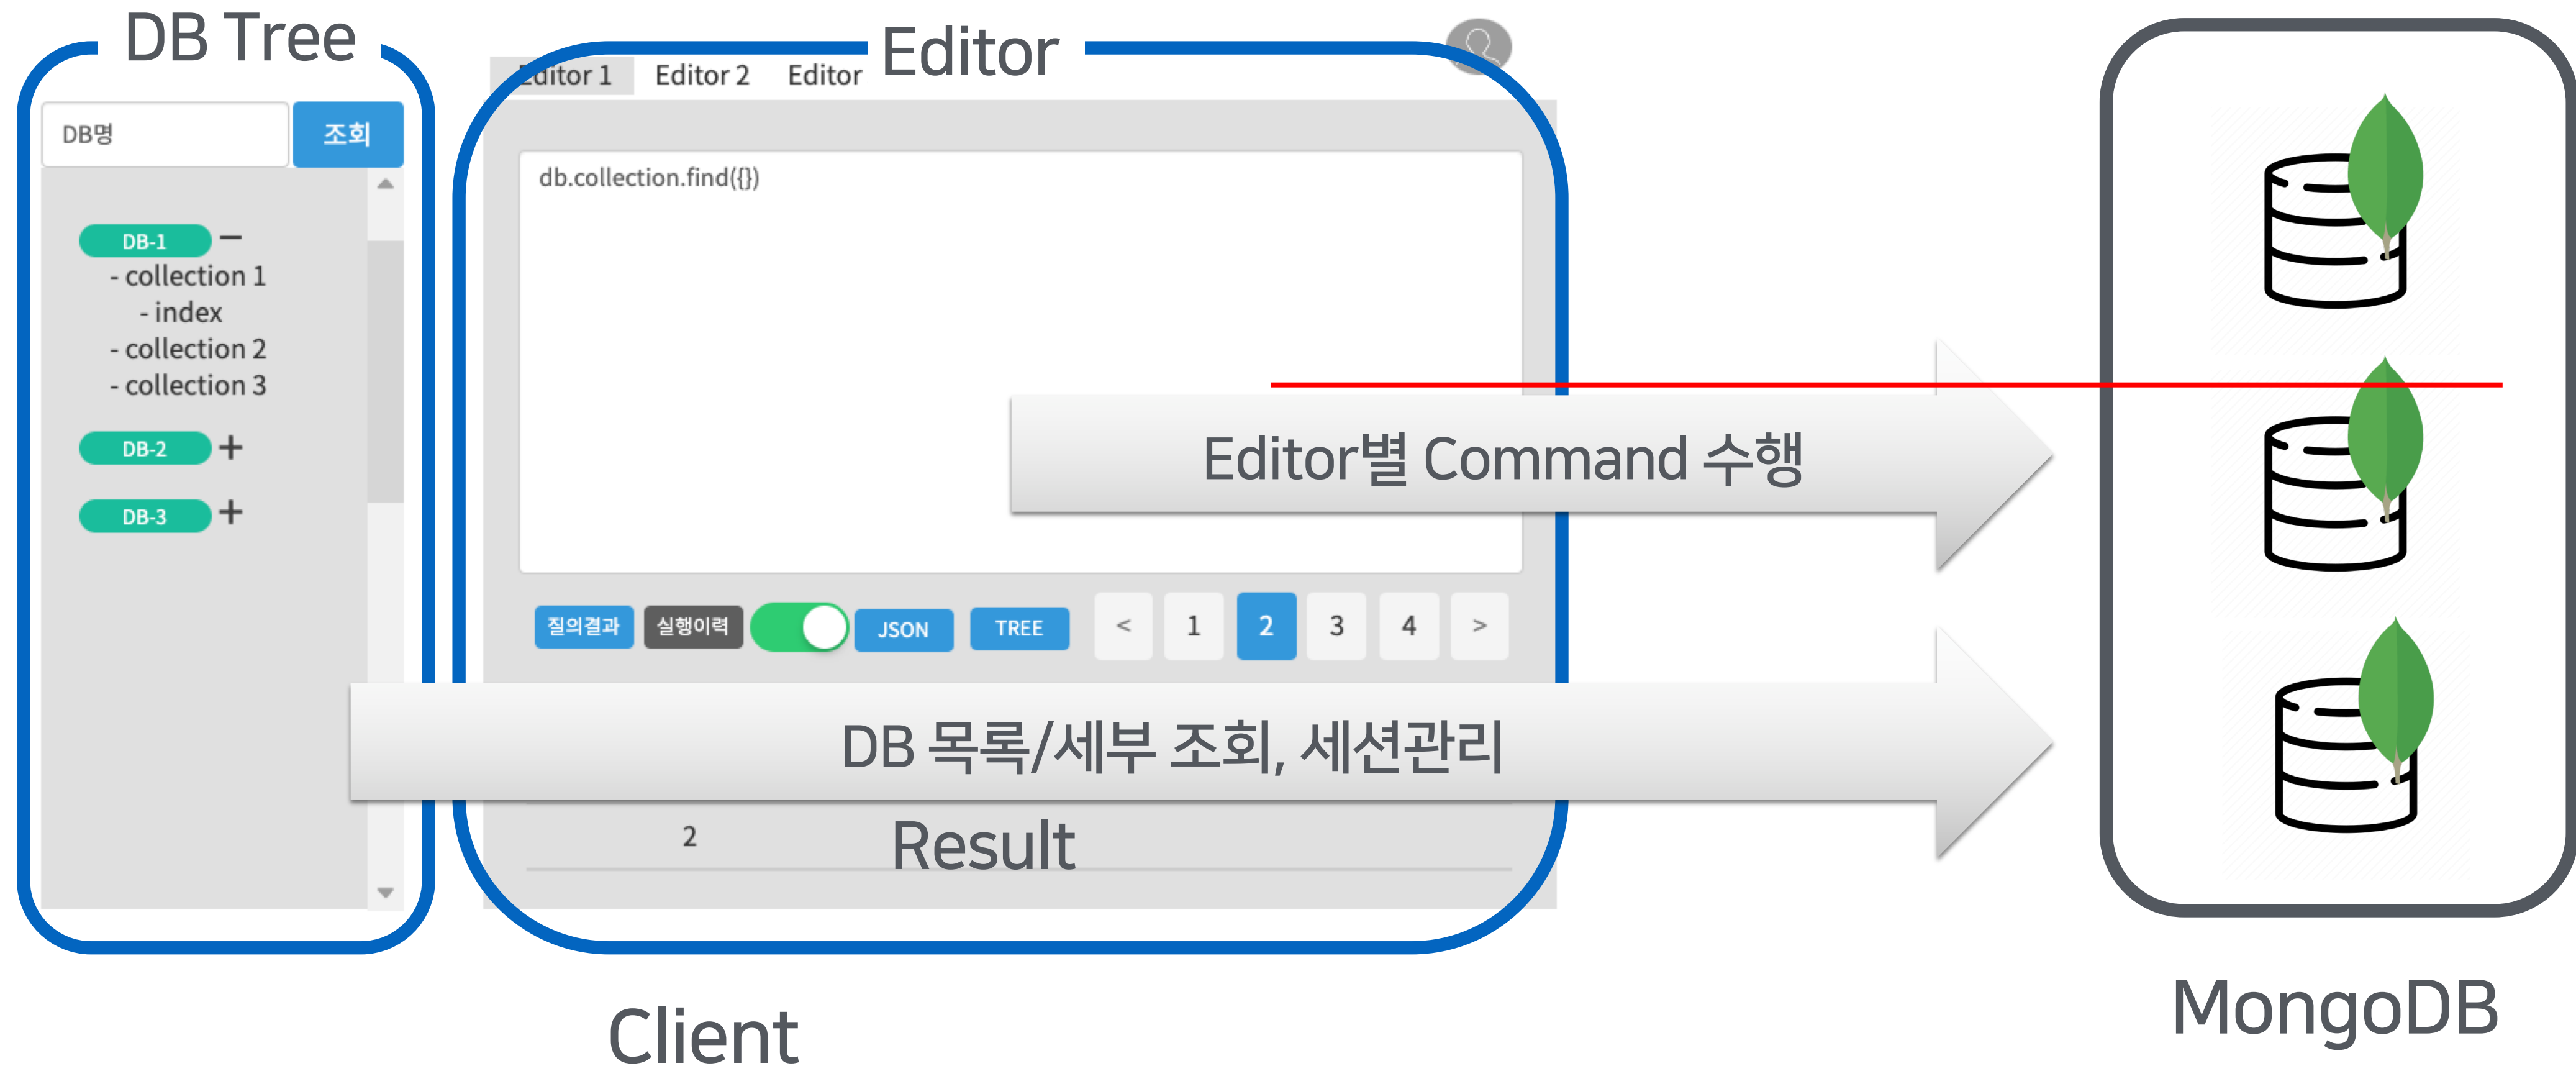 DB Tree
DB명
조회
DB-1 −
- collection 1
- index
- collection 2
- collection 3
DB-2 +
DB-3 +
Editor
Editor 1 Editor 2 Editor
db.collection.find({})
Editor별 Command 수행
질의결과 실행이력 JSON TREE < 1 2 3 4 >
DB 목록/세부 조회, 세션관리
2
Result
Client
MongoDB